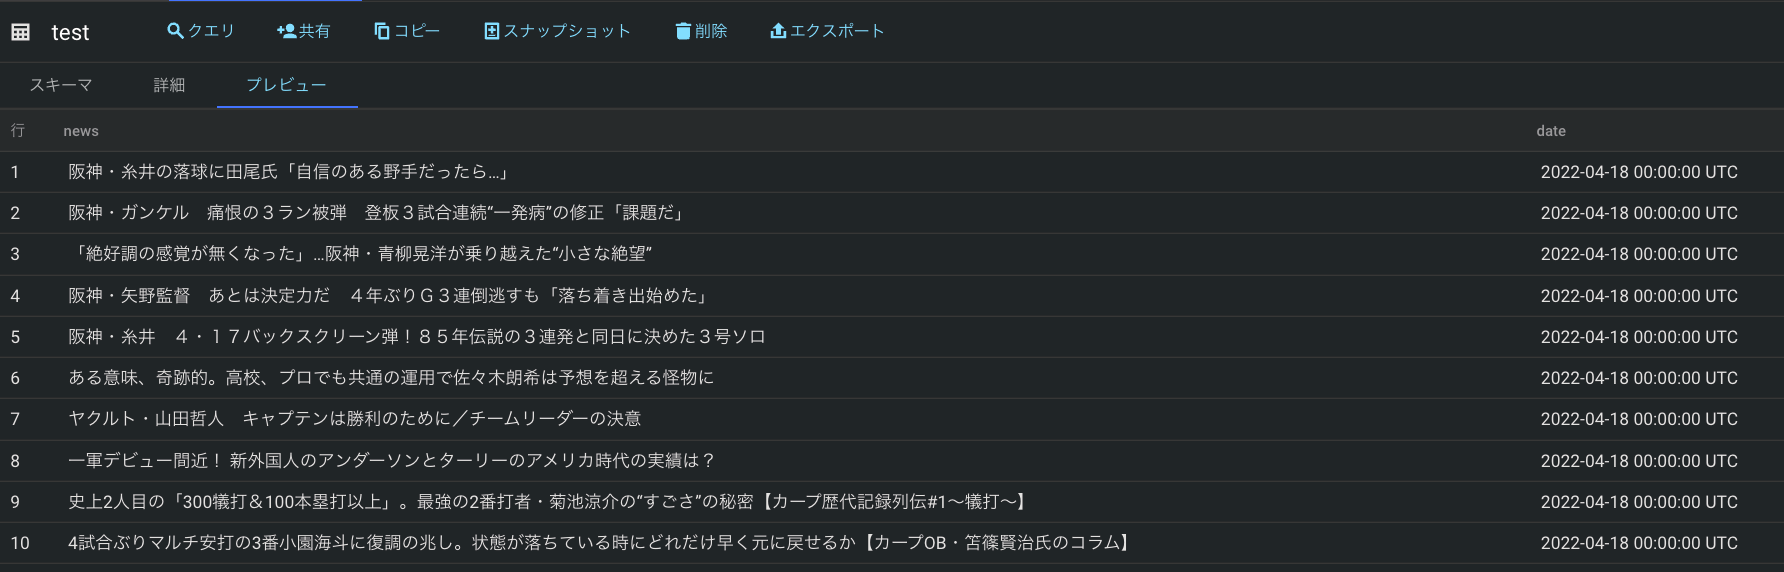 test クエリ 共有 コピー スナップショット 削除 エクスポート
スキーマ 詳細 プレビュー
行 news date
1 阪神・糸井の落球に田尾氏「自信のある野手だったら…」 2022-04-18 00:00:00 UTC
2 阪神・ガンケル　痛恨の３ラン被弾　登板３試合連続“一発病”の修正「課題だ」 2022-04-18 00:00:00 UTC
3 「絶好調の感覚が無くなった」…阪神・青柳晃洋が乗り越えた“小さな絶望” 2022-04-18 00:00:00 UTC
4 阪神・矢野監督　あとは決定力だ　４年ぶりＧ３連倒逃すも「落ち着き出始めた」 2022-04-18 00:00:00 UTC
5 阪神・糸井　４・１７バックスクリーン弾！８５年伝説の３連発と同日に決めた３号ソロ 2022-04-18 00:00:00 UTC
6 ある意味、奇跡的。高校、プロでも共通の運用で佐々木朗希は予想を超える怪物に 2022-04-18 00:00:00 UTC
7 ヤクルト・山田哲人　キャプテンは勝利のために／チームリーダーの決意 2022-04-18 00:00:00 UTC
8 一軍デビュー間近！ 新外国人のアンダーソンとターリーのアメリカ時代の実績は？ 2022-04-18 00:00:00 UTC
9 史上2人目の「300犠打＆100本塁打以上」。最強の2番打者・菊池涼介の“すごさ”の秘密【カープ歴代記録列伝#1〜犠打〜】 2022-04-18 00:00:00 UTC
10 4試合ぶりマルチ安打の3番小園海斗に復調の兆し。状態が落ちている時にどれだけ早く元に戻せるか【カープOB・笘篠賢治氏のコラム】 2022-04-18 00:00:00 UTC